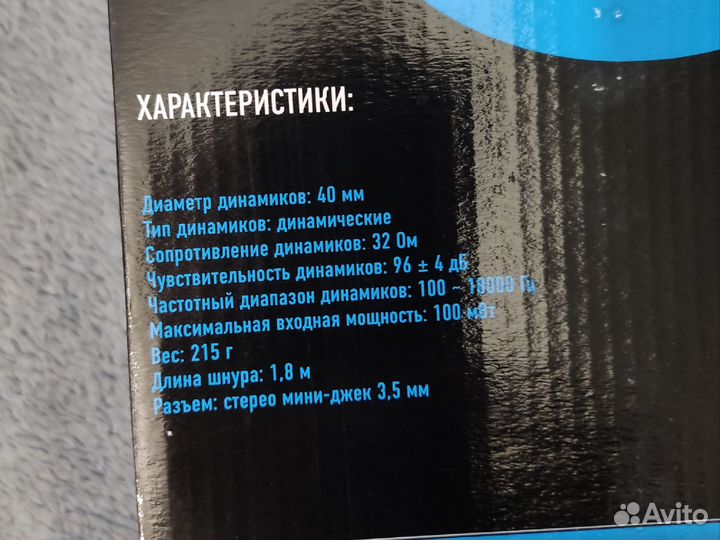 ХАРАКТЕРИСТИКИ:
Диаметр динамиков: 40 мм
Тип динамиков: динамические
Сопротивление динамиков: 32 Ом
Чувствительность динамиков: 96 ± 4 дБ
Частотный диапазон динамиков: 100 ~ 18000 Гц
Максимальная входная мощность: 100 мВт
Вес: 215 г
Длина шнура: 1,8 м
Разъем: стерео мини-джек 3,5 мм
Avito